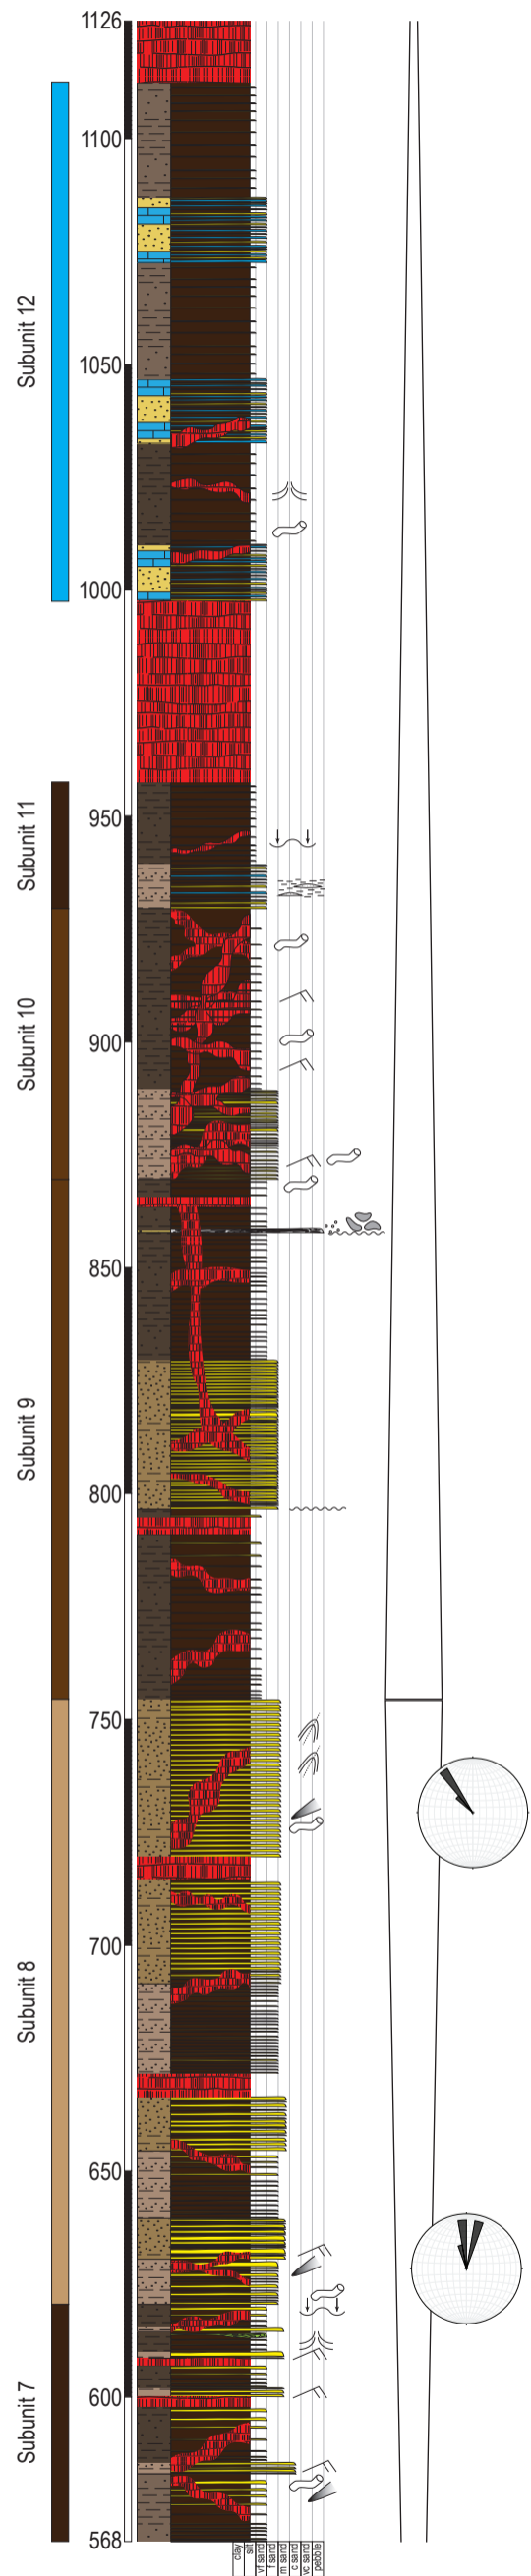 1126
1100
Subunit 12
1050
1000
950
Subunit 11
900
Subunit 10
850
Subunit 9
800
750
700
Subunit 8
650
600
Subunit 7
568
clay
silt
vf sand
f sand
m sand
c sand
vc sand
pebble